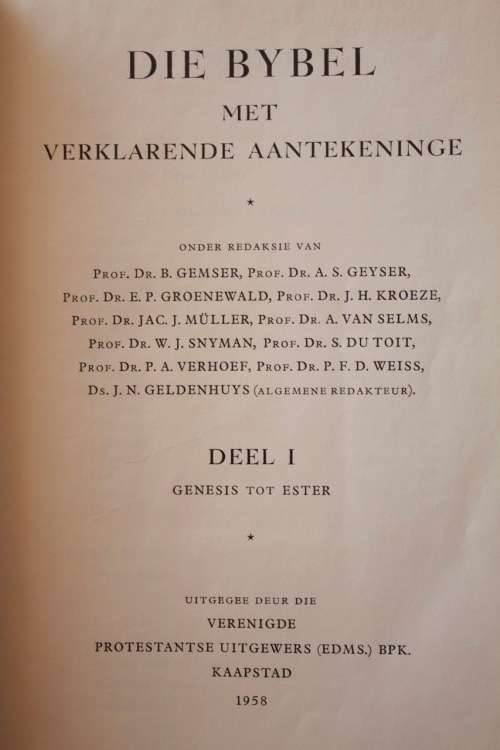 DIE BYBEL
MET
VERKLARENDE AANTEKENINGE
*
ONDER REDAKSIE VAN
PROF. DR. B. GEMSER, PROF. DR. A. S. GEYSER,
PROF. DR. E. P. GROENEWALD, PROF. DR. J. H. KROEZE,
PROF. DR. JAC. J. MÜLLER, PROF. DR. A. VAN SELMS,
PROF. DR. W. J. SNYMAN, PROF. DR. S. DU TOIT,
PROF. DR. P. A. VERHOEF, PROF. DR. P. F. D. WEISS,
DS. J. N. GELDENHUYS (ALGEMENE REDAKTEUR).
DEEL I
GENESIS TOT ESTER
*
UITGEGEE DEUR DIE
VERENIGDE
PROTESTANTSE UITGEWERS (EDMS.) BPK.
KAAPSTAD
1958